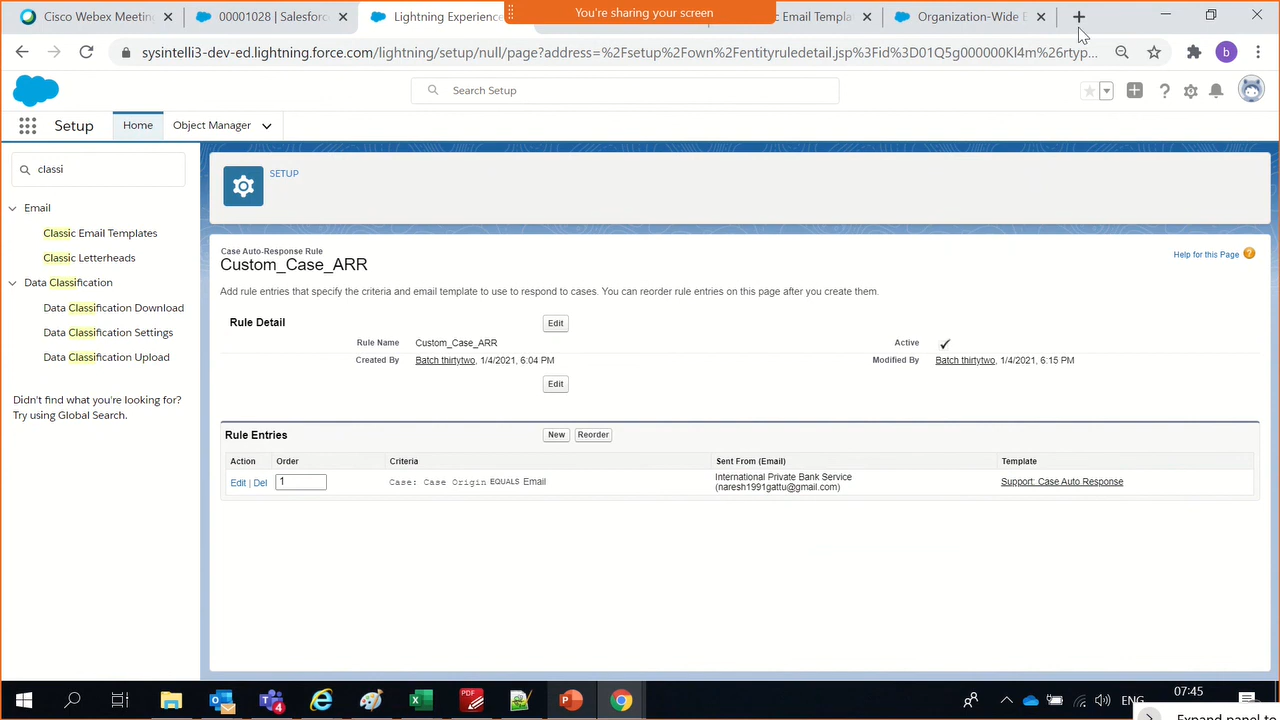 Cisco Webex Meetin
00001028 | Salesforc
Lightning Experienc
You're sharing your screen
c Email Templa
Organization-Wide E
sysintelli3-dev-ed.lightning.force.com/lightning/setup/null/page?address=%2Fsetup%2Fown%2Fentityruledetail.jsp%3Fid%3D01Q5g000000Kl4m%26rtyp...
b
Search Setup
Setup
Home
Object Manager
classi
SETUP
Email
Classic Email Templates
Classic Letterheads
Data Classification
Data Classification Download
Data Classification Settings
Data Classification Upload
Didn't find what you're looking for?
Try using Global Search.
Case Auto-Response Rule
Custom_Case_ARR
Help for this Page
Add rule entries that specify the criteria and email template to use to respond to cases. You can reorder rule entries on this page after you create them.
Rule Detail
Edit
Rule Name Custom_Case_ARR Active
Created By Batch thirtytwo, 1/4/2021, 6:04 PM Modified By Batch thirtytwo, 1/4/2021, 6:15 PM
Edit
Rule Entries
New
Reorder
Action Order Criteria Sent From (Email) Template
Edit | Del 1 Case: Case Origin EQUALS Email International Private Bank Service
(naresh1991gattu@gmail.com) Support: Case Auto Response
PDF
4
ENG
07:45
Expand panel to